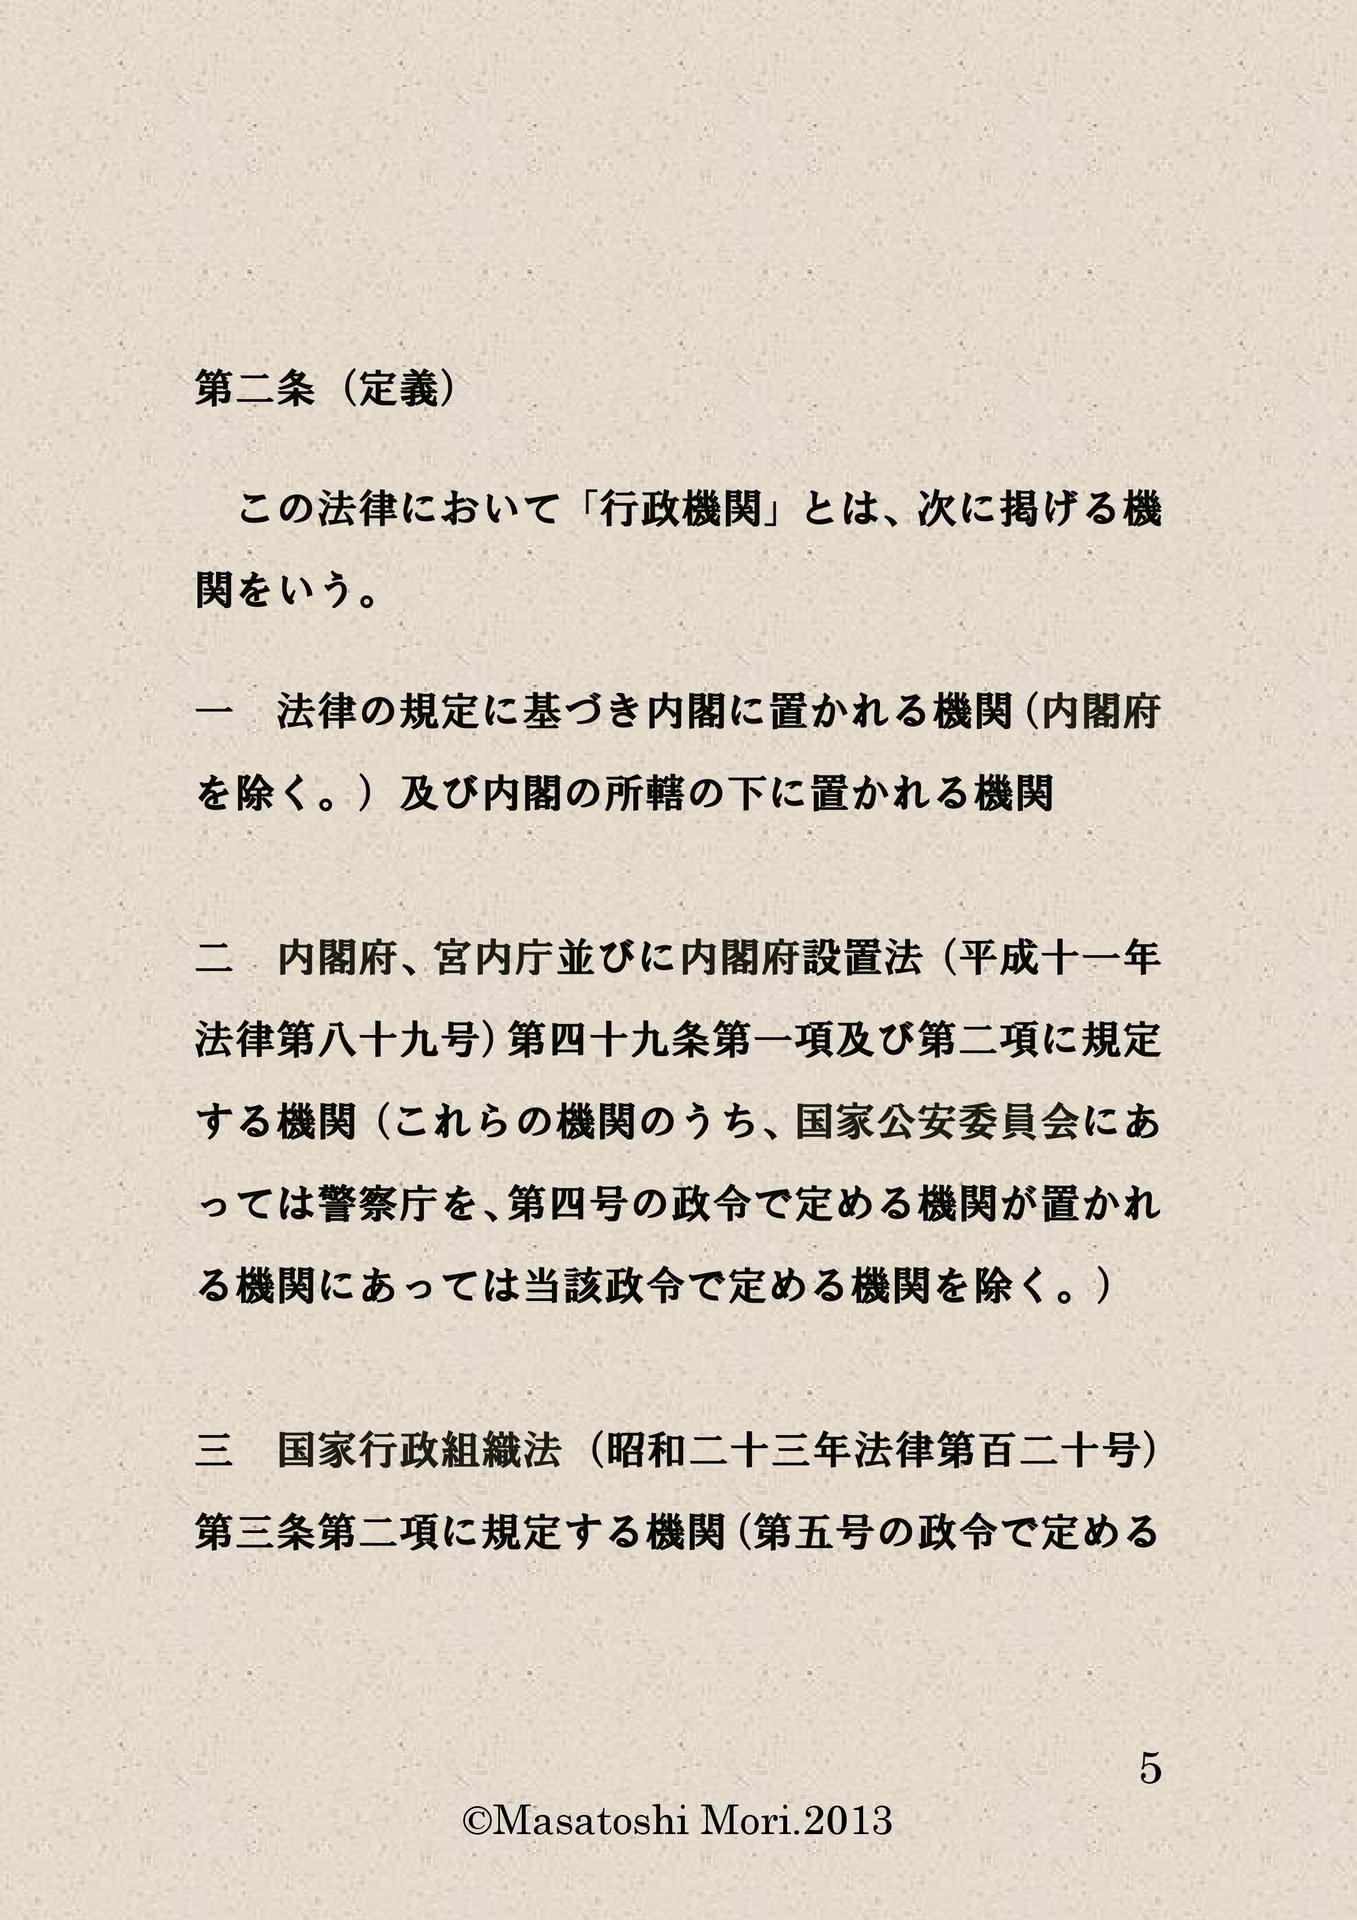 第二条（定義）
　この法律において「行政機関」とは、次に掲げる機
関をいう。
一　法律の規定に基づき内閣に置かれる機関（内閣府
を除く。）及び内閣の所轄の下に置かれる機関
二　内閣府、宮内庁並びに内閣府設置法（平成十一年
法律第八十九号）第四十九条第一項及び第二項に規定
する機関（これらの機関のうち、国家公安委員会にあ
っては警察庁を、第四号の政令で定める機関が置かれ
る機関にあっては当該政令で定める機関を除く。）
三　国家行政組織法（昭和二十三年法律第百二十号）
第三条第二項に規定する機関（第五号の政令で定める
5
©Masatoshi Mori.2013